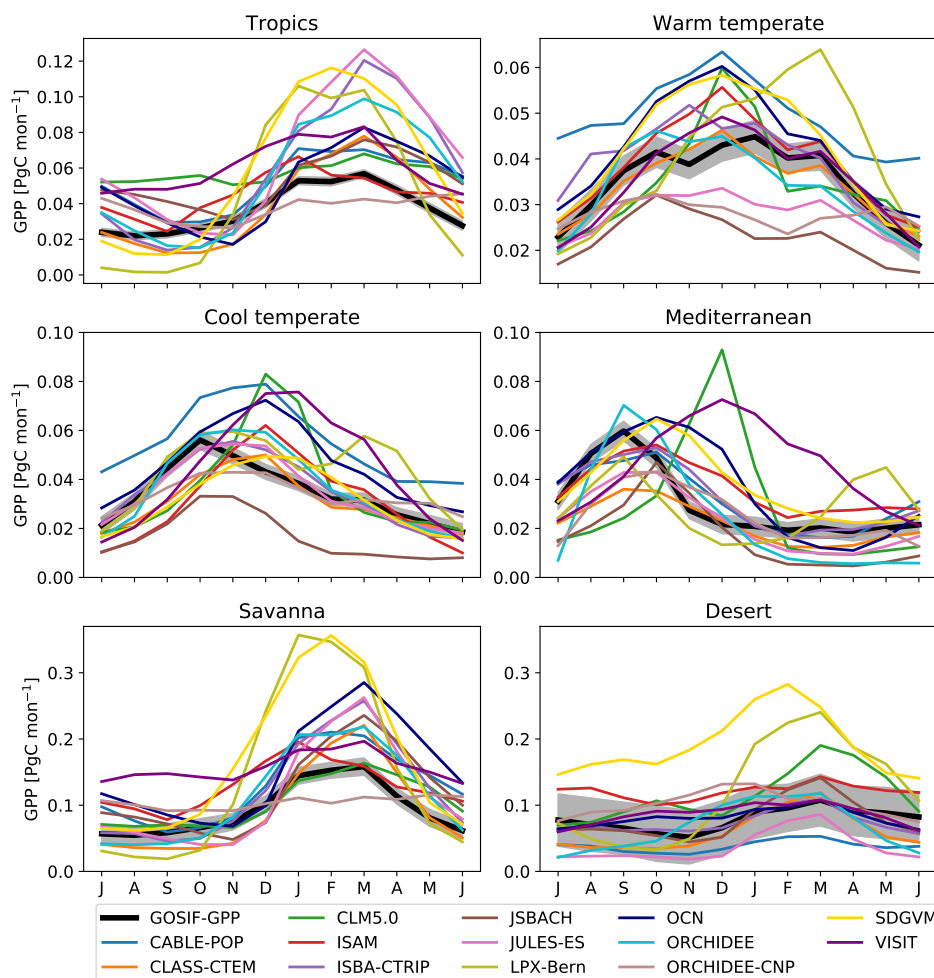 Tropics
Warm temperate
GPP [PgC mon⁻¹]
0.12
0.10
0.08
0.06
0.04
0.02
0.00
0.06
0.05
0.04
0.03
0.02
Cool temperate
Mediterranean
GPP [PgC mon⁻¹]
0.10
0.08
0.06
0.04
0.02
0.00
0.10
0.08
0.06
0.04
0.02
0.00
Savanna
Desert
GPP [PgC mon⁻¹]
0.3
0.2
0.1
0.0
0.3
0.2
0.1
0.0
J A S O N D J F M A M J
J A S O N D J F M A M J
GOSIF-GPP CLM5.0 JSBACH OCN SDGVM
CABLE-POP ISAM JULES-ES ORCHIDEE VISIT
CLASS-CTEM ISBA-CTRIP LPX-Bern ORCHIDEE-CNP